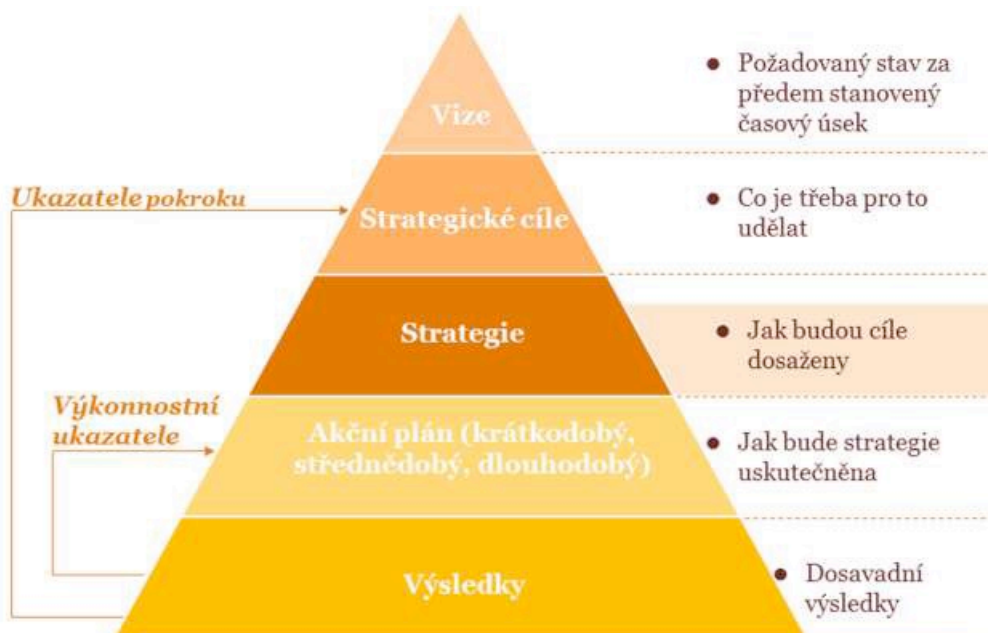 Vize
● Požadovaný stav za
předem stanovený
časový úsek
Ukazatele pokroku
Strategické cíle
● Co je třeba pro to
udělat
Strategie
● Jak budou cíle
dosaženy
Výkonnostní
ukazatele
Akční plán (krátkodobý,
střednědobý, dlouhodobý)
● Jak bude strategie
uskutečněna
Výsledky
● Dosavadní
výsledky